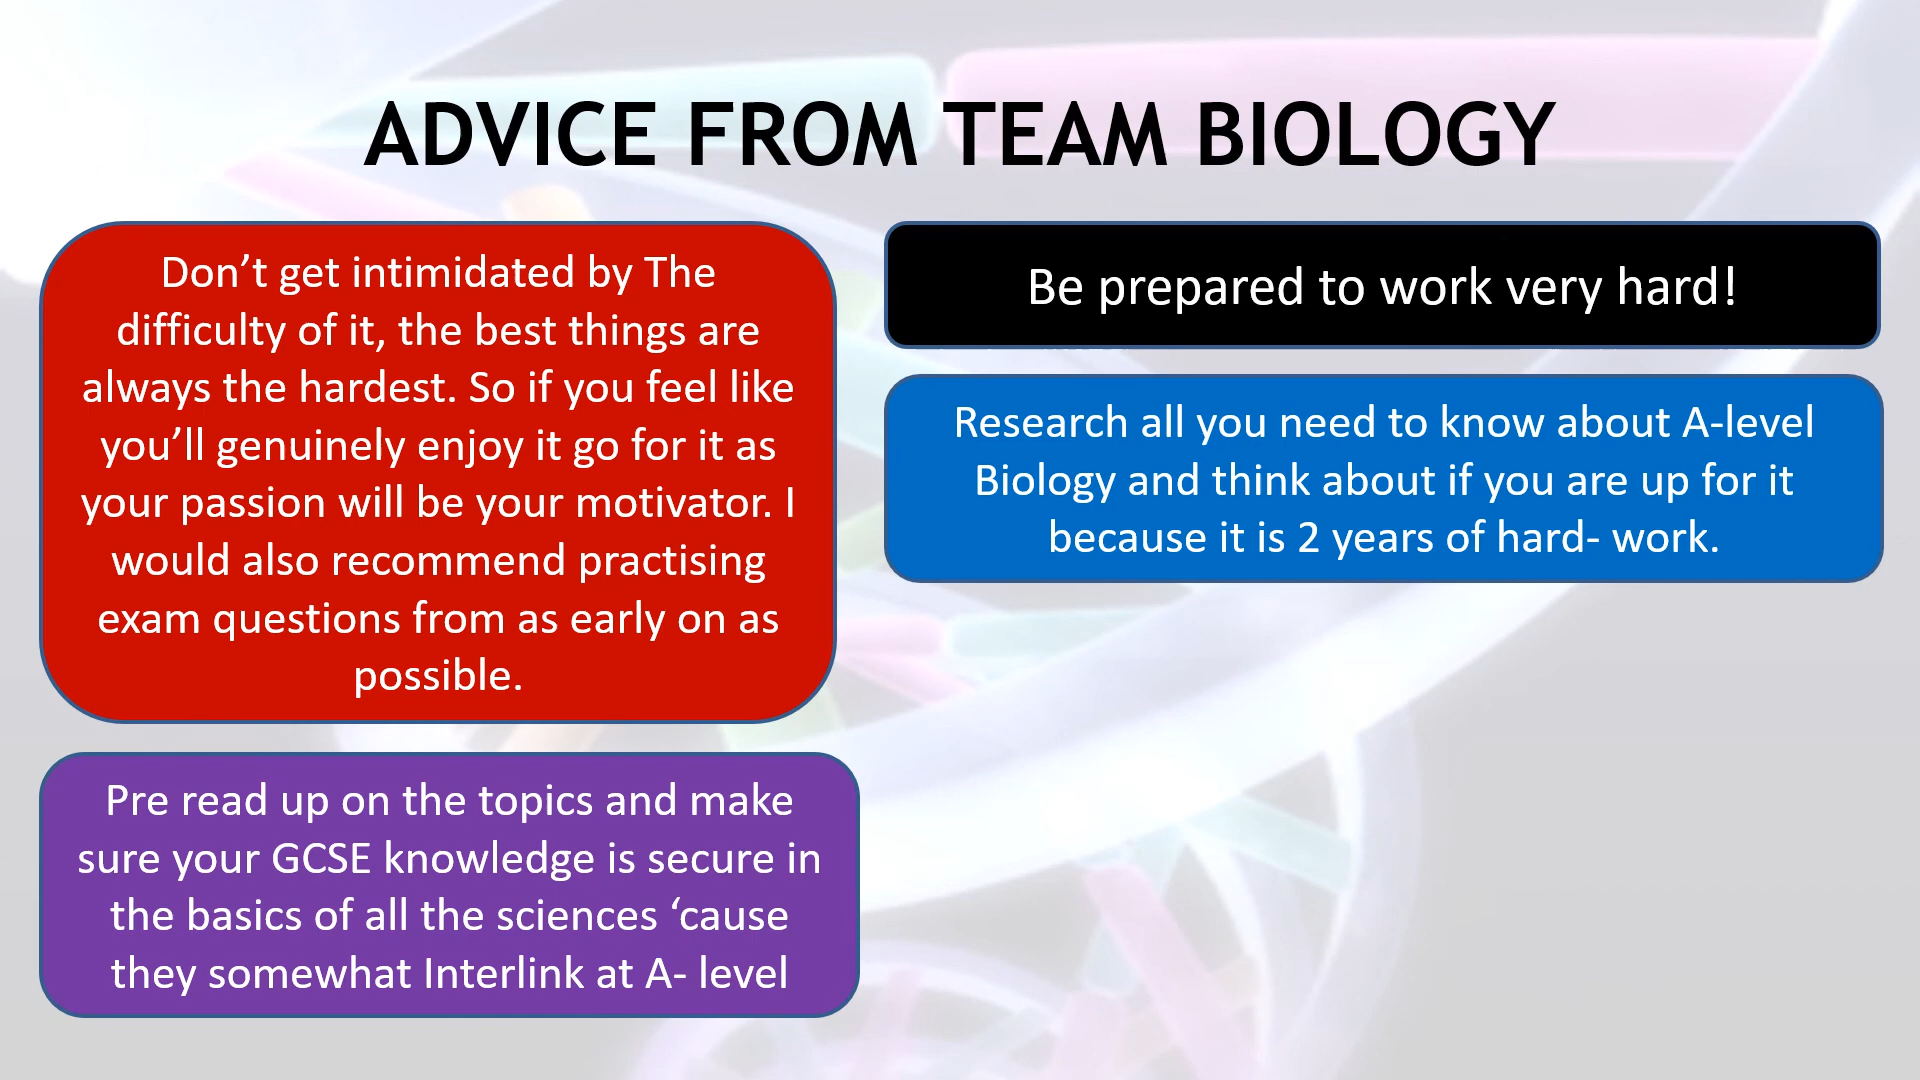 ADVICE FROM TEAM BIOLOGY
Don’t get intimidated by The
difficulty of it, the best things are
always the hardest. So if you feel like
you’ll genuinely enjoy it go for it as
your passion will be your motivator. I
would also recommend practising
exam questions from as early on as
possible.
Pre read up on the topics and make
sure your GCSE knowledge is secure in
the basics of all the sciences ‘cause
they somewhat Interlink at A- level
Be prepared to work very hard!
Research all you need to know about A-level
Biology and think about if you are up for it
because it is 2 years of hard- work.